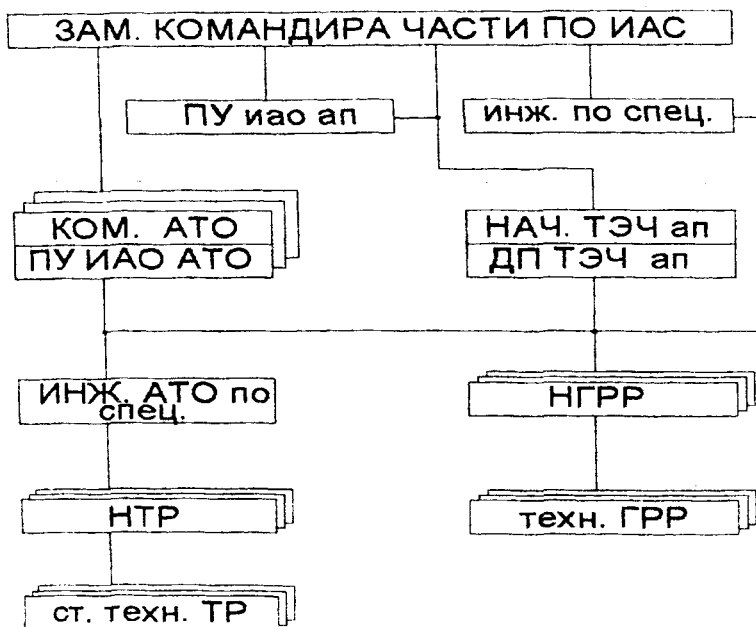 ЗАМ. КОМАНДИРА ЧАСТИ ПО ИАС
ПУ иао ап
инж. по спец.
КОМ. АТО
ПУ ИАО АТО
НАЧ. ТЭЧ ап
ДП ТЭЧ ап
ИНЖ. АТО по
спец.
НГРР
НТР
техн. ГРР
ст. техн. ТР